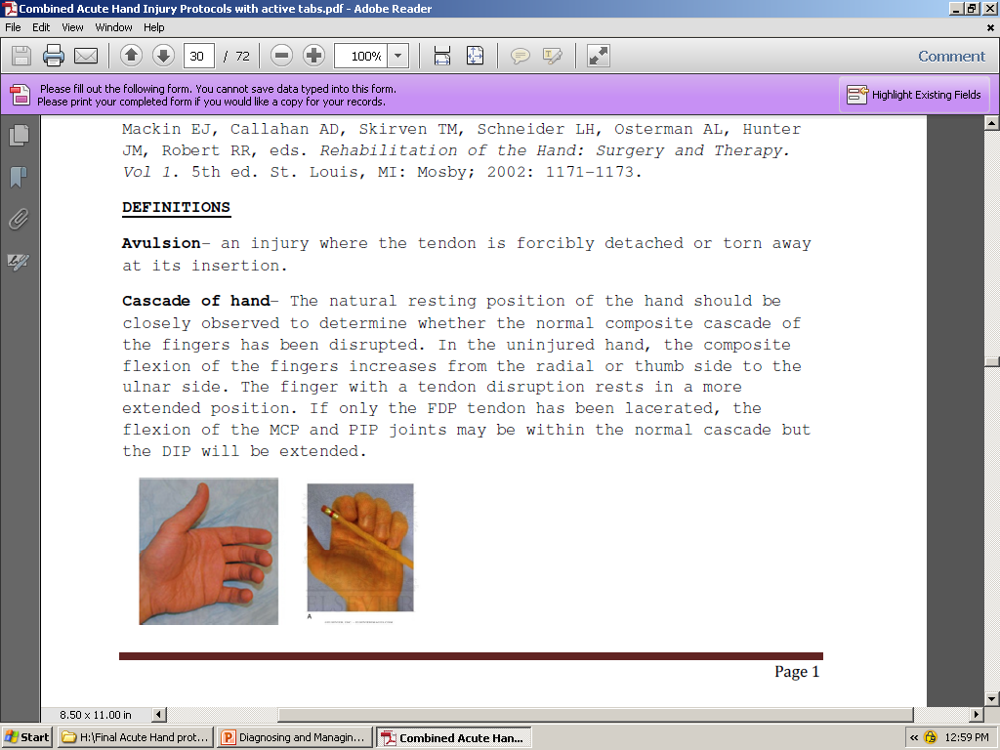 Combined Acute Hand Injury Protocols with active tabs.pdf - Adobe Reader
File Edit View Window Help
30 / 72 100% Comment
Please fill out the following form. You cannot save data typed into this form.
Please print your completed form if you would like a copy for your records.
Highlight Existing Fields
Mackin EJ, Callahan AD, Skirven TM, Schneider LH, Osterman AL, Hunter
JM, Robert RR, eds. Rehabilitation of the Hand: Surgery and Therapy.
Vol 1. 5th ed. St. Louis, MI: Mosby; 2002: 1171-1173.
DEFINITIONS
Avulsion– an injury where the tendon is forcibly detached or torn away
at its insertion.
Cascade of hand– The natural resting position of the hand should be
closely observed to determine whether the normal composite cascade of
the fingers has been disrupted. In the uninjured hand, the composite
flexion of the fingers increases from the radial or thumb side to the
ulnar side. The finger with a tendon disruption rests in a more
extended position. If only the FDP tendon has been lacerated, the
flexion of the MCP and PIP joints may be within the normal cascade but
the DIP will be extended.
A
Page 1
8.50 x 11.00 in
Start H:\Final Acute Hand prot... Diagnosing and Managin... Combined Acute Han... 12:59 PM